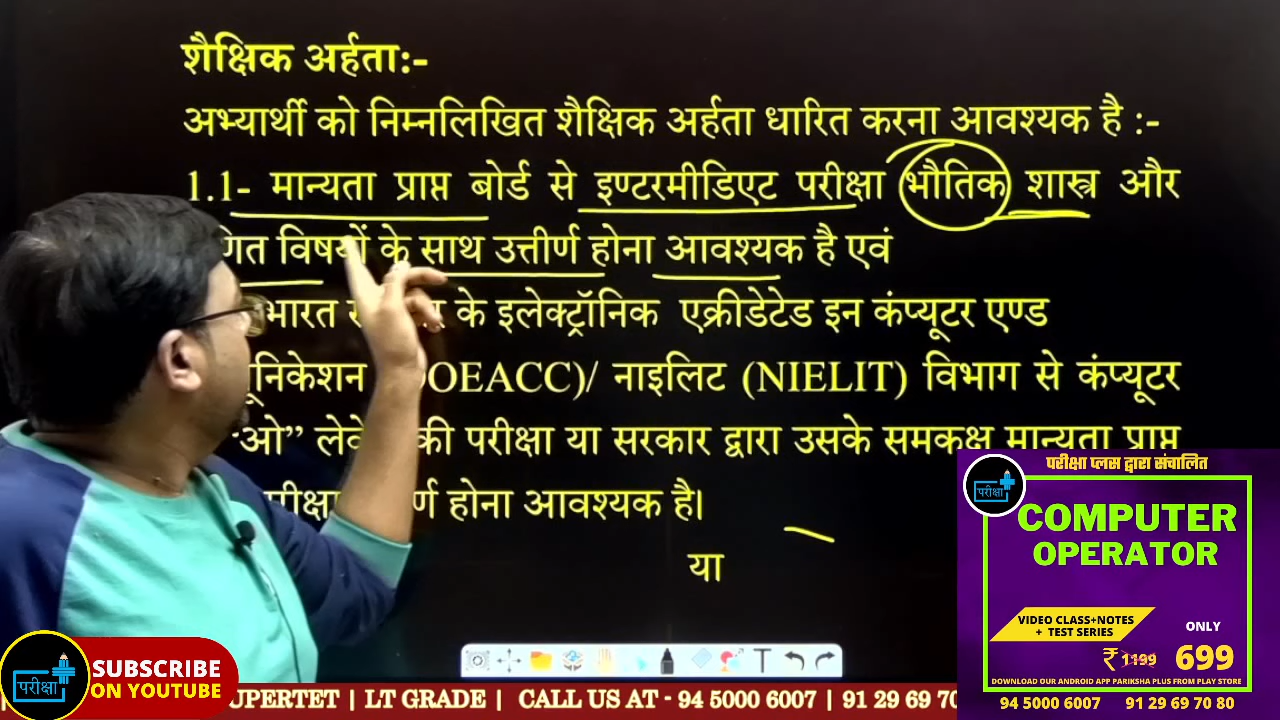 शैक्षिक अर्हताः-
अभ्यार्थी को निम्नलिखित शैक्षिक अर्हता धारित करना आवश्यक है :-
1.1- मान्यता प्राप्त बोर्ड से इण्टरमीडिएट परीक्षा भौतिक शास्त्र और
विषयों के साथ उत्तीर्ण होना आवश्यक है एवं
भारत के इलेक्ट्रॉनिक एक्रीडेटेड इन कंप्यूटर एण्ड
OEACC)/ नाइलिट (NIELIT) विभाग से कंप्यूटर
“ओ” की परीक्षा या सरकार द्वारा उसके समकक्ष मान्यता प्राप्त
होना आवश्यक है।
या
परीक्षा प्लस द्वारा संचालित
परीक्षा
COMPUTER
OPERATOR
VIDEO CLASS+NOTES
+ TEST SERIES
ONLY
₹ 1199 699
DOWNLOAD OUR ANDROID APP PARIKSHA PLUS FROM PLAY STORE
94 5000 6007 91 29 69 70 80
परीक्षा
SUBSCRIBE
ON YOUTUBE
UPERTET | LT GRADE | CALL US AT - 94 5000 6007 | 91 29 69 70